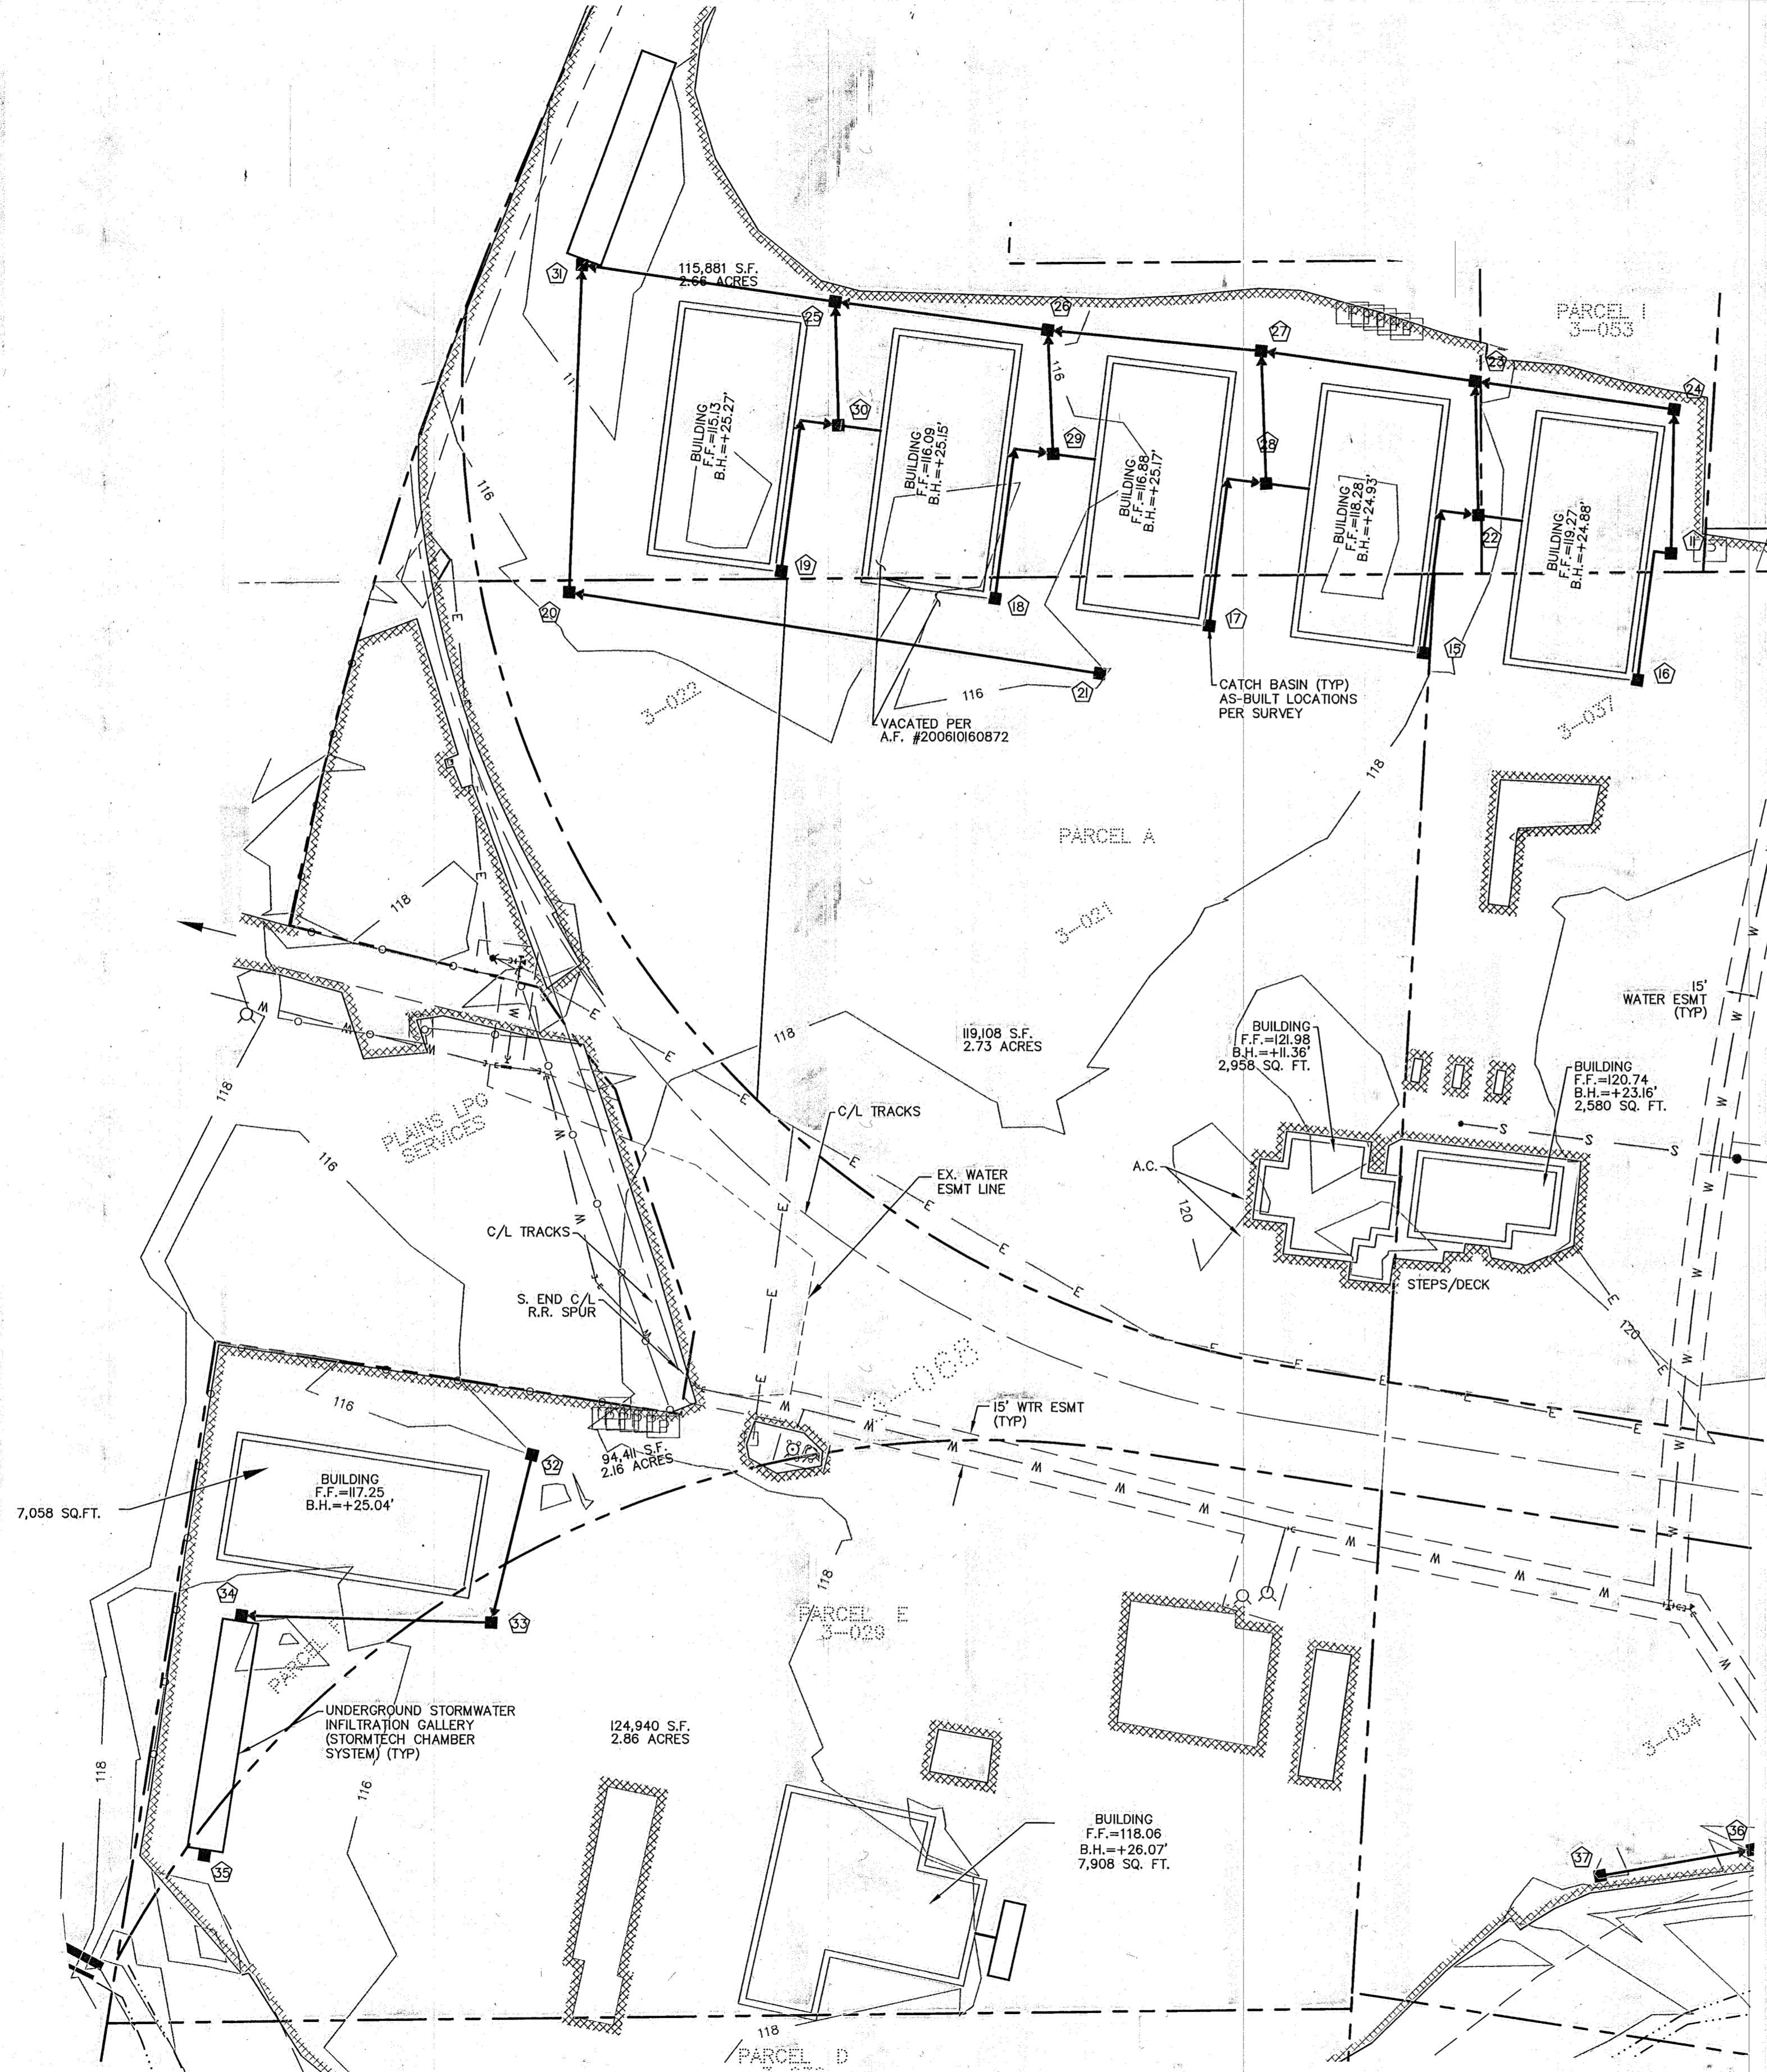 31
115,881 S.F.
2.66 ACRES
25
26
27
23
24
PARCEL I
3-053
BUILDING
F.F.=115.13
B.H.=+25.27'
30
BUILDING
F.F.=116.09
B.H.=+25.15'
29
116
BUILDING
F.F.=116.88
B.H.=+25.17'
28
BUILDING
F.F.=118.28
B.H.=+24.93'
22
BUILDING
F.F.=119.27
B.H.=+24.88'
116
19
18
17
15
16
20
21
E
3-022
116
VACATED PER
A.F. #200610160872
CATCH BASIN (TYP)
AS-BUILT LOCATIONS
PER SURVEY
3-037
118
PARCEL A
3-021
118
E
W
W
15'
WATER ESMT
(TYP)
W
W
W
W
E
118
119,108 S.F.
2.73 ACRES
BUILDING
F.F.=121.98
B.H.=+11.36'
2,958 SQ. FT.
BUILDING
F.F.=120.74
B.H.=+23.16'
2,580 SQ. FT.
118
PLAINS LPG
SERVICES
E
E
C/L TRACKS
S
S
S
W
W
116
E
EX. WATER
ESMT LINE
A.C.
120
W
E
E
C/L TRACKS
E
STEPS/DECK
E
E
S. END C/L
R.R. SPUR
120
3-068
E
E
E
E
E
E
E
W
W
15' WTR ESMT
(TYP)
W
W
W
W
W
W
W
W
W
W
W
116
94,411 S.F.
2.16 ACRES
32
BUILDING
F.F.=117.25
B.H.=+25.04'
7,058 SQ.FT.
34
33
118
PARCEL E
3-029
PARCEL
UNDERGROUND STORMWATER
INFILTRATION GALLERY
(STORMTECH CHAMBER
SYSTEM) (TYP)
124,940 S.F.
2.86 ACRES
3-034
118
116
BUILDING
F.F.=118.06
B.H.=+26.07'
7,908 SQ. FT.
35
37
36
118
PARCEL D